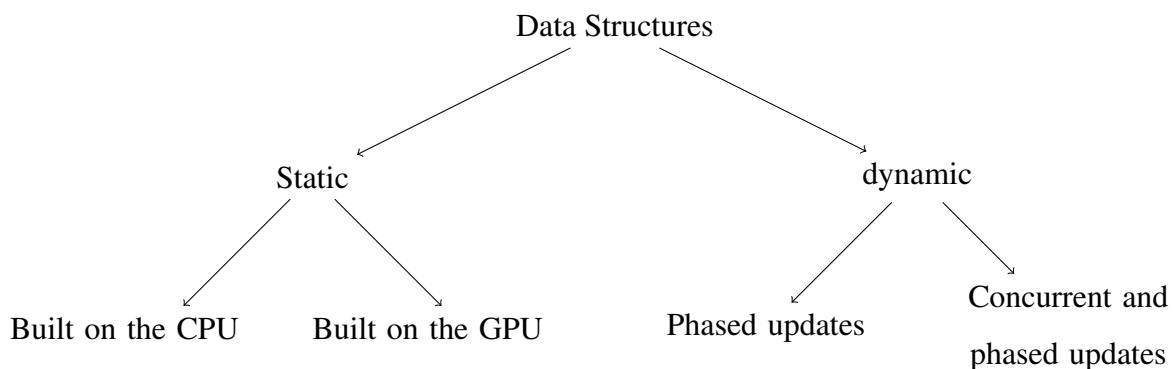 Data Structures
Static
dynamic
Built on the CPU
Built on the GPU
Phased updates
Concurrent and
phased updates